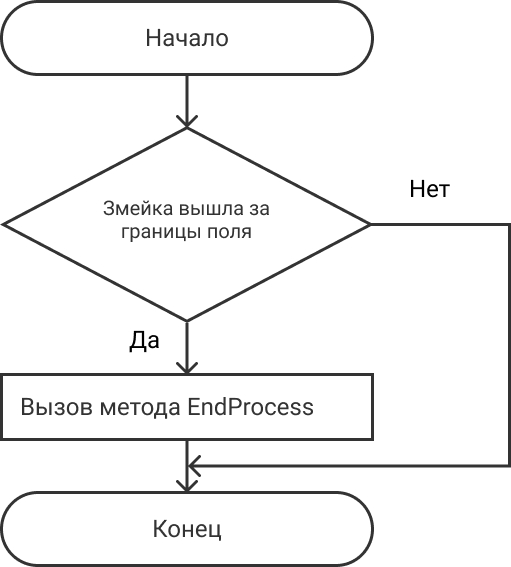 Начало
Змейка вышла за
границы поля
Нет
Да
Вызов метода EndProcess
Конец